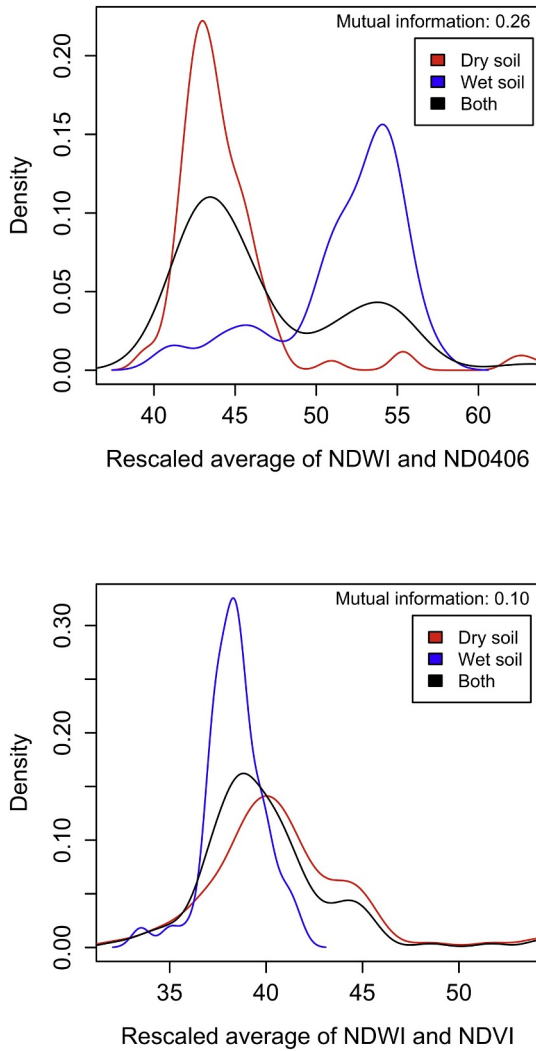 Mutual information: 0.26
Dry soil
Wet soil
Both
Density
0.00
0.05
0.10
0.15
0.20
40 45 50 55 60
Rescaled average of NDWI and ND0406
Mutual information: 0.10
Dry soil
Wet soil
Both
Density
0.00
0.10
0.20
0.30
35 40 45 50
Rescaled average of NDWI and NDVI